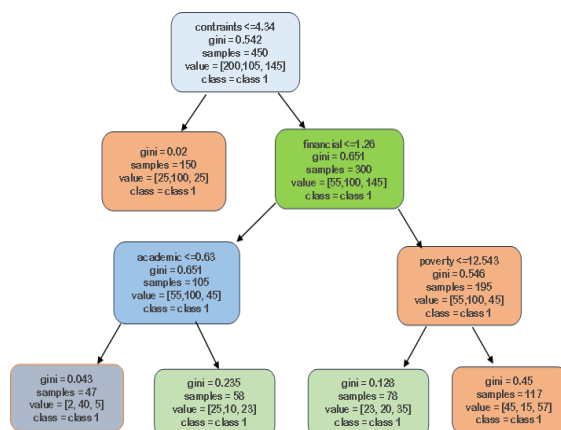 contraints <=4.34
gini = 0.542
samples = 450
value = [200,105, 145]
class = class 1
gini = 0.02
samples = 150
value = [25,100, 25]
class = class 1
financial <=1.26
gini = 0.651
samples = 300
value = [55,100, 145]
class = class 1
academic <=0.63
gini = 0.651
samples = 105
value = [55,100, 45]
class = class 1
poverty <=12.543
gini = 0.546
samples = 195
value = [55,100, 45]
class = class 1
gini = 0.043
samples = 47
value = [2, 40, 5]
class = class 1
gini = 0.235
samples = 58
value = [25,10, 23]
class = class 1
gini = 0.128
samples = 78
value = [23, 20, 35]
class = class 1
gini = 0.45
samples = 117
value = [45, 15, 57]
class = class 1